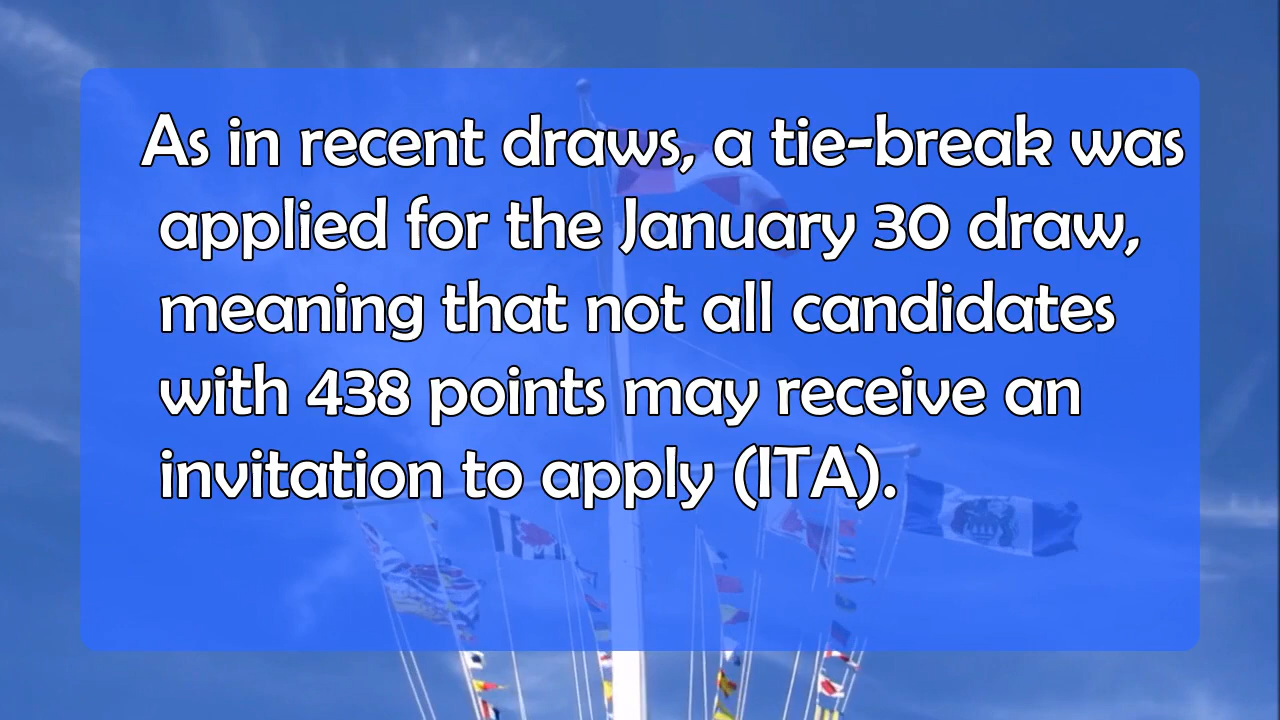 As in recent draws, a tie-break was
applied for the January 30 draw,
meaning that not all candidates
with 438 points may receive an
invitation to apply (ITA).